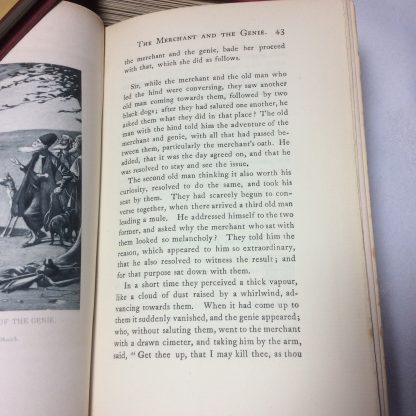 THE MERCHANT AND THE GENIE. 43
the merchant and the genie, bade her proceed
with that, which she did as follows.
Sir, while the merchant and the old man who
led the hind were conversing, they saw another
old man coming towards them, followed by two
black dogs; after they had saluted one another, he
asked them what they did in that place? The old
man with the hind told him the adventure of the
merchant and genie, with all that had passed be-
tween them, particularly the merchant's oath. He
added, that it was the day agreed on, and that he
was resolved to stay and see the issue.
The second old man thinking it also worth his
curiosity, resolved to do the same, and took his
seat by them. They had scarcely begun to con-
verse together, when there arrived a third old man
leading a mule. He addressed himself to the two
former, and asked why the merchant who sat with
them looked so melancholy? They told him the
reason, which appeared to him so extraordinary,
that he also resolved to witness the result; and
for that purpose sat down with them.
In a short time they perceived a thick vapour,
like a cloud of dust raised by a whirlwind, ad-
vancing towards them. When it had come up
to them it suddenly vanished, and the genie appeared;
who, without saluting them, went to the merchant
with a drawn cimeter, and taking him by the arm,
said, "Get thee up, that I may kill thee, as thou
OF THE GENIE.